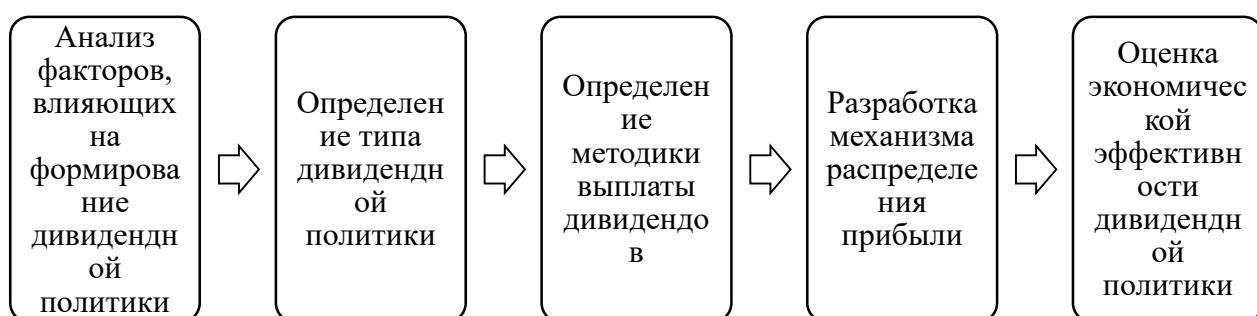 Анализ
факторов,
влияющих
на
формирова
ние
дивидендн
ой
политики
Определен
ие типа
дивидендн
ой
политики
Определен
ие
методики
выплаты
дивидендо
в
Разработка
механизма
распределе
ния
прибыли
Оценка
экономичес
кой
эффективн
ости
дивидендн
ой
политики